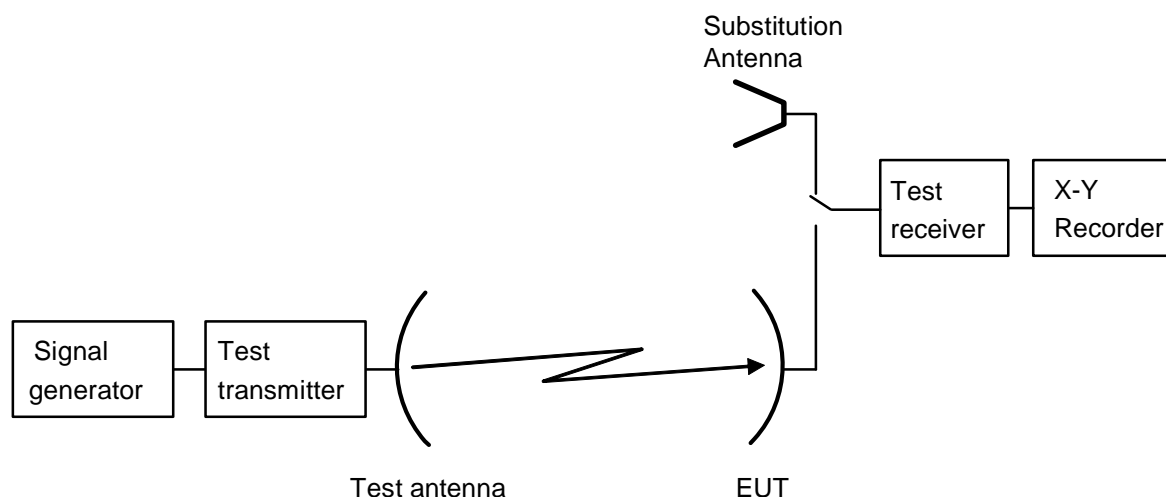 Substitution
Antenna
Test
receiver
X-Y
Recorder
Signal
generator
Test
transmitter
Test antenna
EUT